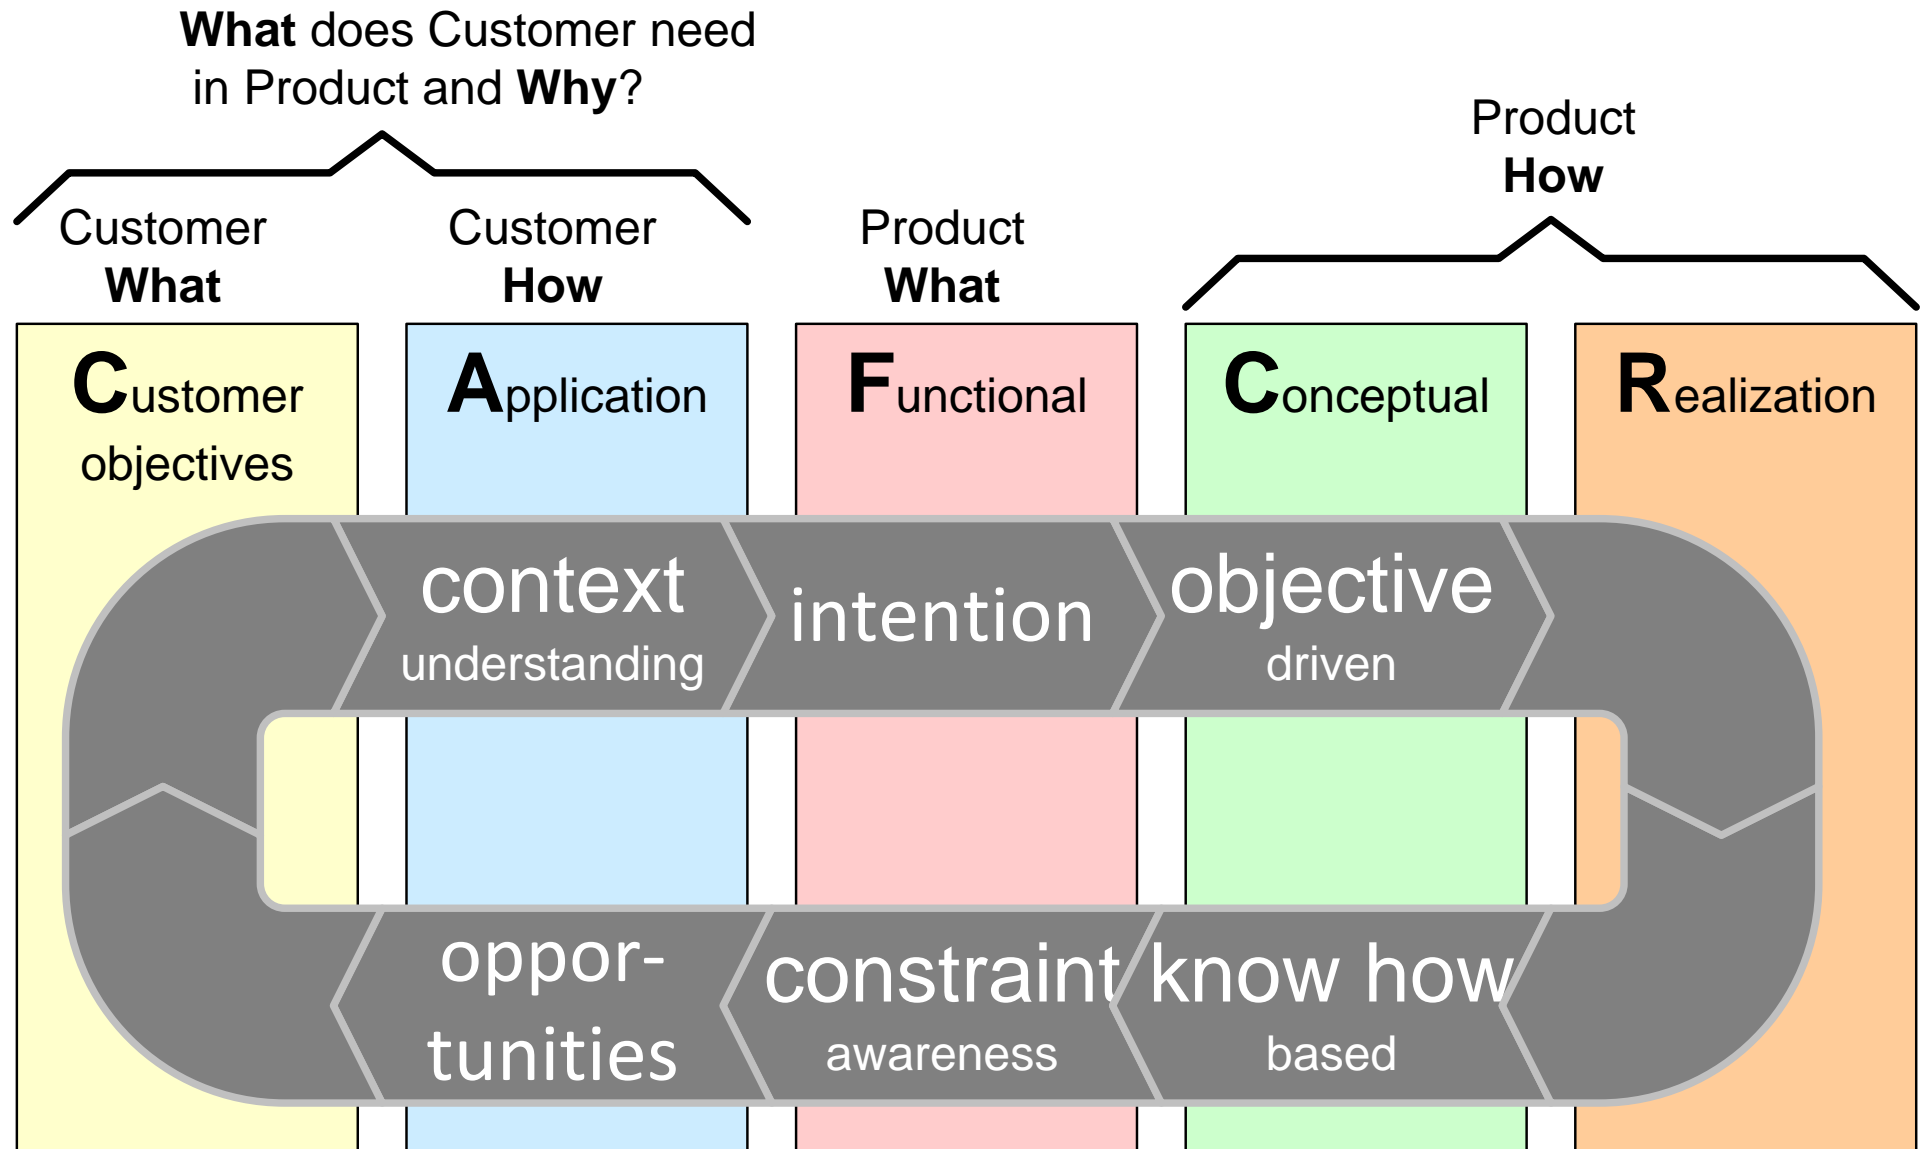 What does Customer need
in Product and Why?
Product
How
Customer
What
Customer
How
Product
What
Customer
objectives
Application
Functional
Conceptual
Realization
context
understanding
intention
objective
driven
oppor-
tunities
constraint
awareness
know how
based